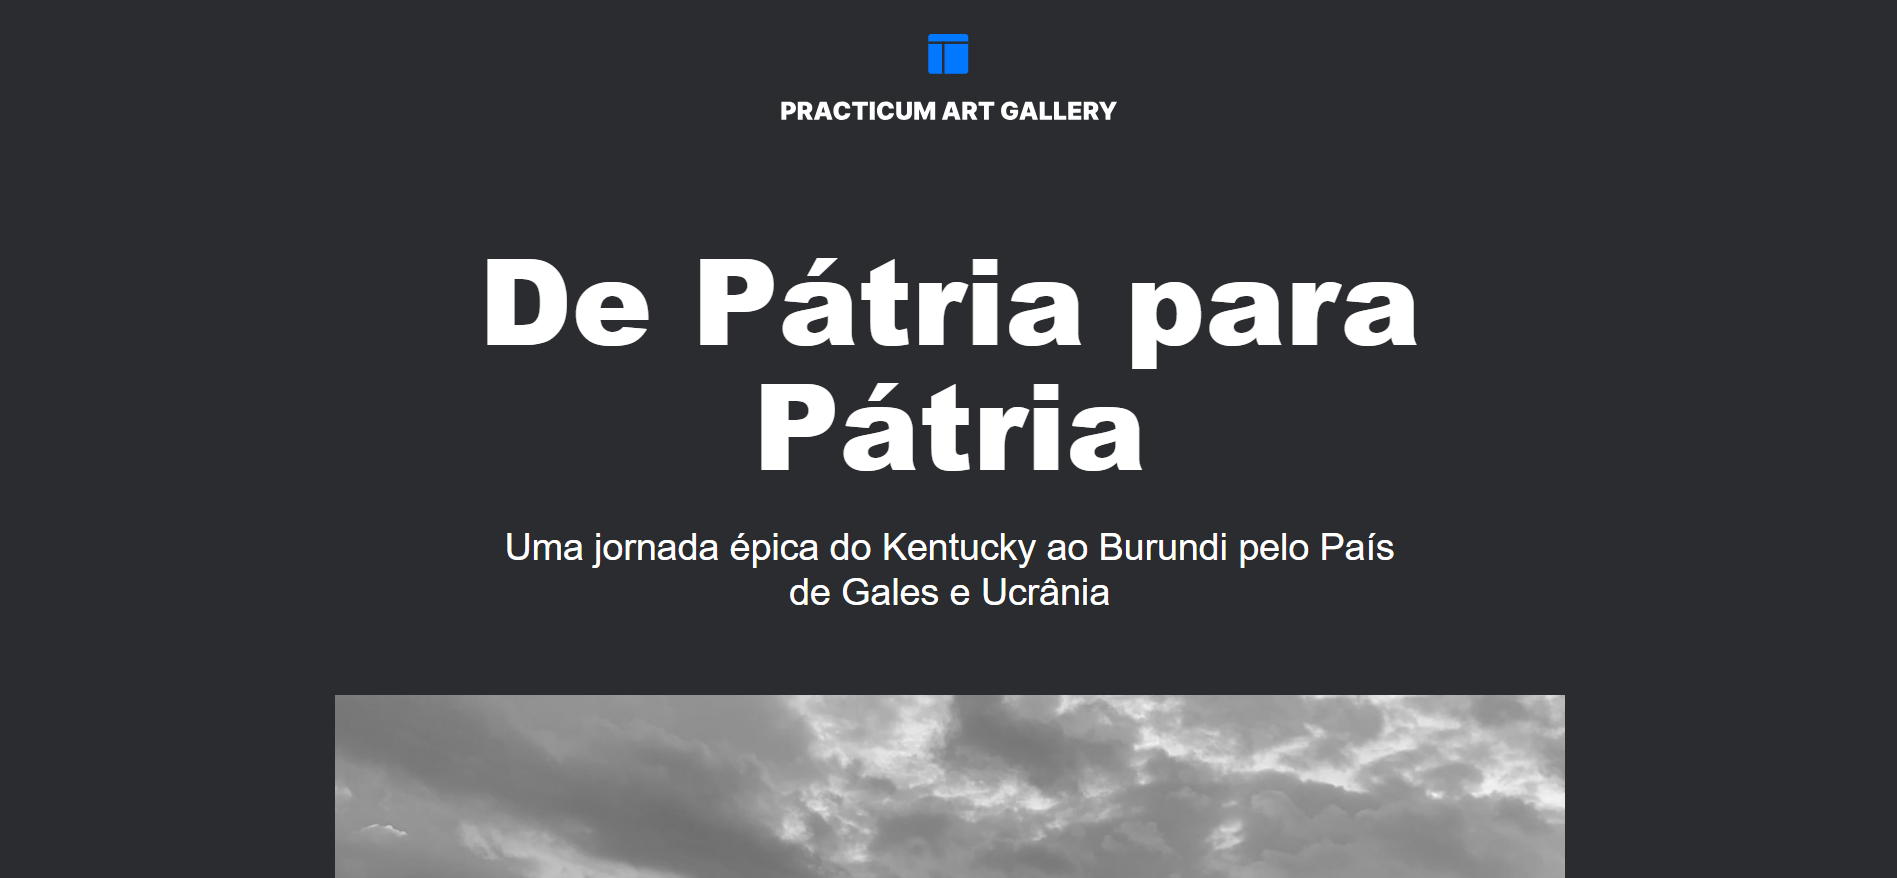 PRACTICUM ART GALLERY
De Pátria para
Pátria
Uma jornada épica do Kentucky ao Burundi pelo País
de Gales e Ucrânia